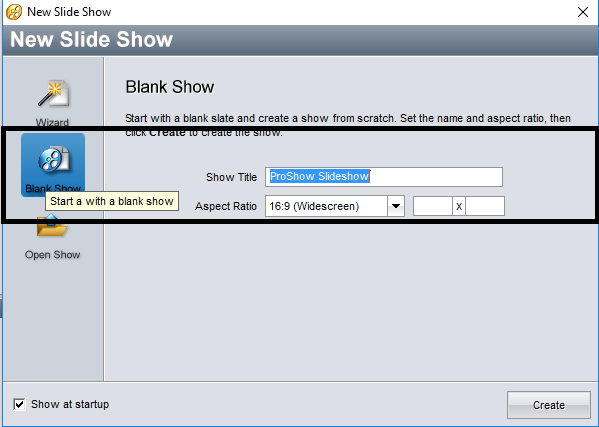 New Slide Show
New Slide Show
Wizard
Blank Show
Start a with a blank show
Open Show
Blank Show
Start with a blank slate and create a show from scratch. Set the name and aspect ratio, then
click Create to create the show.
Show Title ProShow Slideshow
Aspect Ratio 16:9 (Widescreen) x
Show at startup
Create